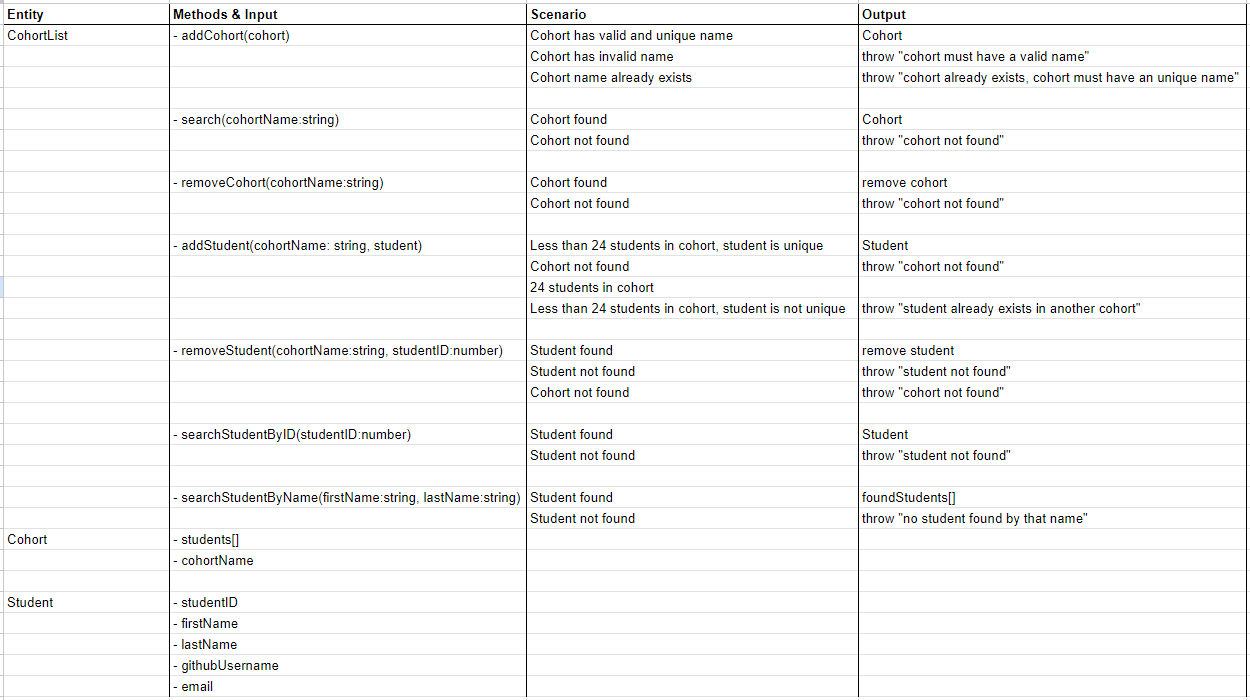 Entity Methods & Input Scenario Output
CohortList - addCohort(cohort) Cohort has valid and unique name Cohort
Cohort has invalid name throw "cohort must have a valid name"
Cohort name already exists throw "cohort already exists, cohort must have an unique name"
- search(cohortName:string) Cohort found Cohort
Cohort not found throw "cohort not found"
- removeCohort(cohortName:string) Cohort found remove cohort
Cohort not found throw "cohort not found"
- addStudent(cohortName: string, student) Less than 24 students in cohort, student is unique Student
Cohort not found throw "cohort not found"
24 students in cohort
Less than 24 students in cohort, student is not unique throw "student already exists in another cohort"
- removeStudent(cohortName:string, studentID:number) Student found remove student
Student not found throw "student not found"
Cohort not found throw "cohort not found"
- searchStudentByID(studentID:number) Student found Student
Student not found throw "student not found"
- searchStudentByName(firstName:string, lastName:string) Student found foundStudents[]
Student not found throw "no student found by that name"
Cohort - students[]
- cohortName
Student - studentID
- firstName
- lastName
- githubUsername
- email